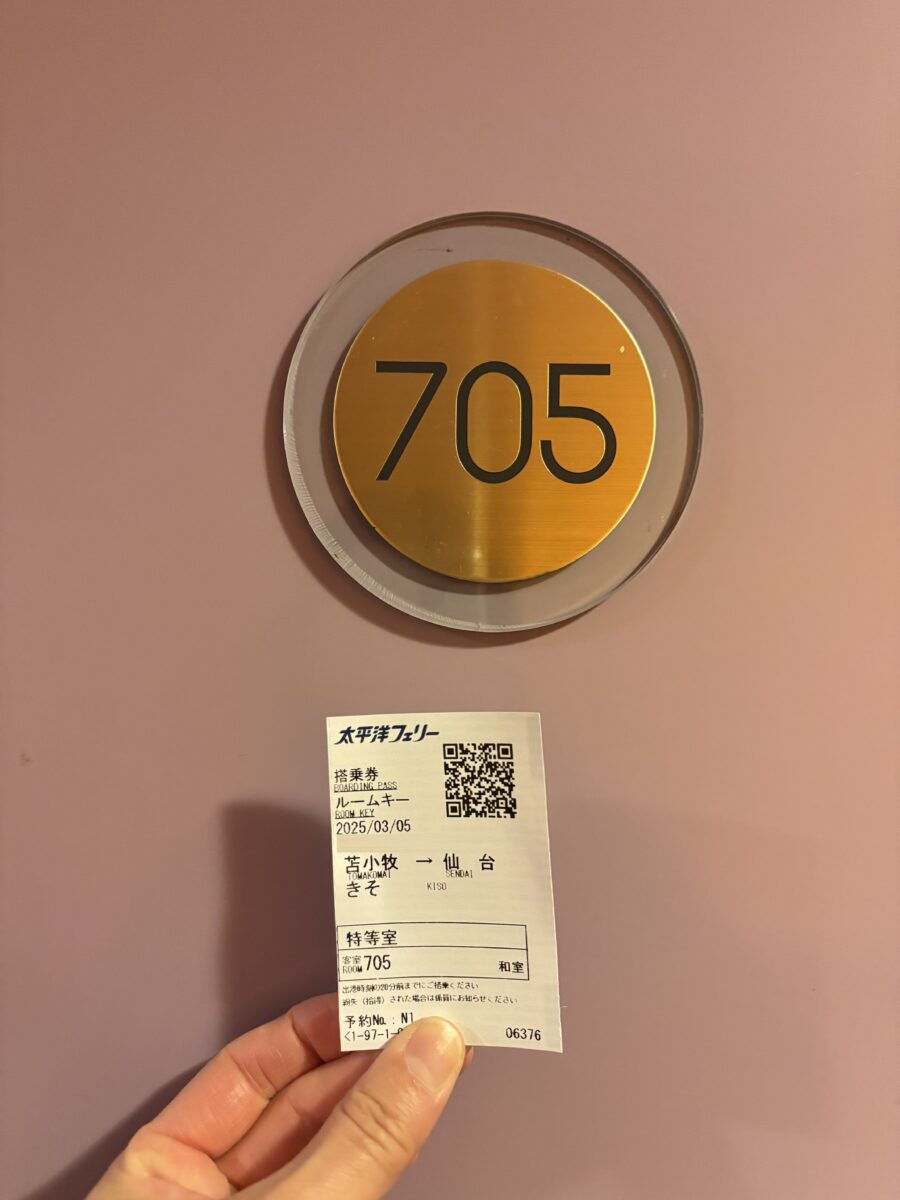 705
太平洋フェリー
搭乗券
BOARDING PASS
ルームキー
ROOM KEY
2025/03/05
苫小牧 → 仙 台
TOMAKOMAI SENDAI
きそ KISO
特等室
客室
ROOM 705 和室
出港時刻の20分前までにご搭乗ください
紛失(拾得)された場合は係員にお知らせください
予約No.: N1
<1-97-1- 06376